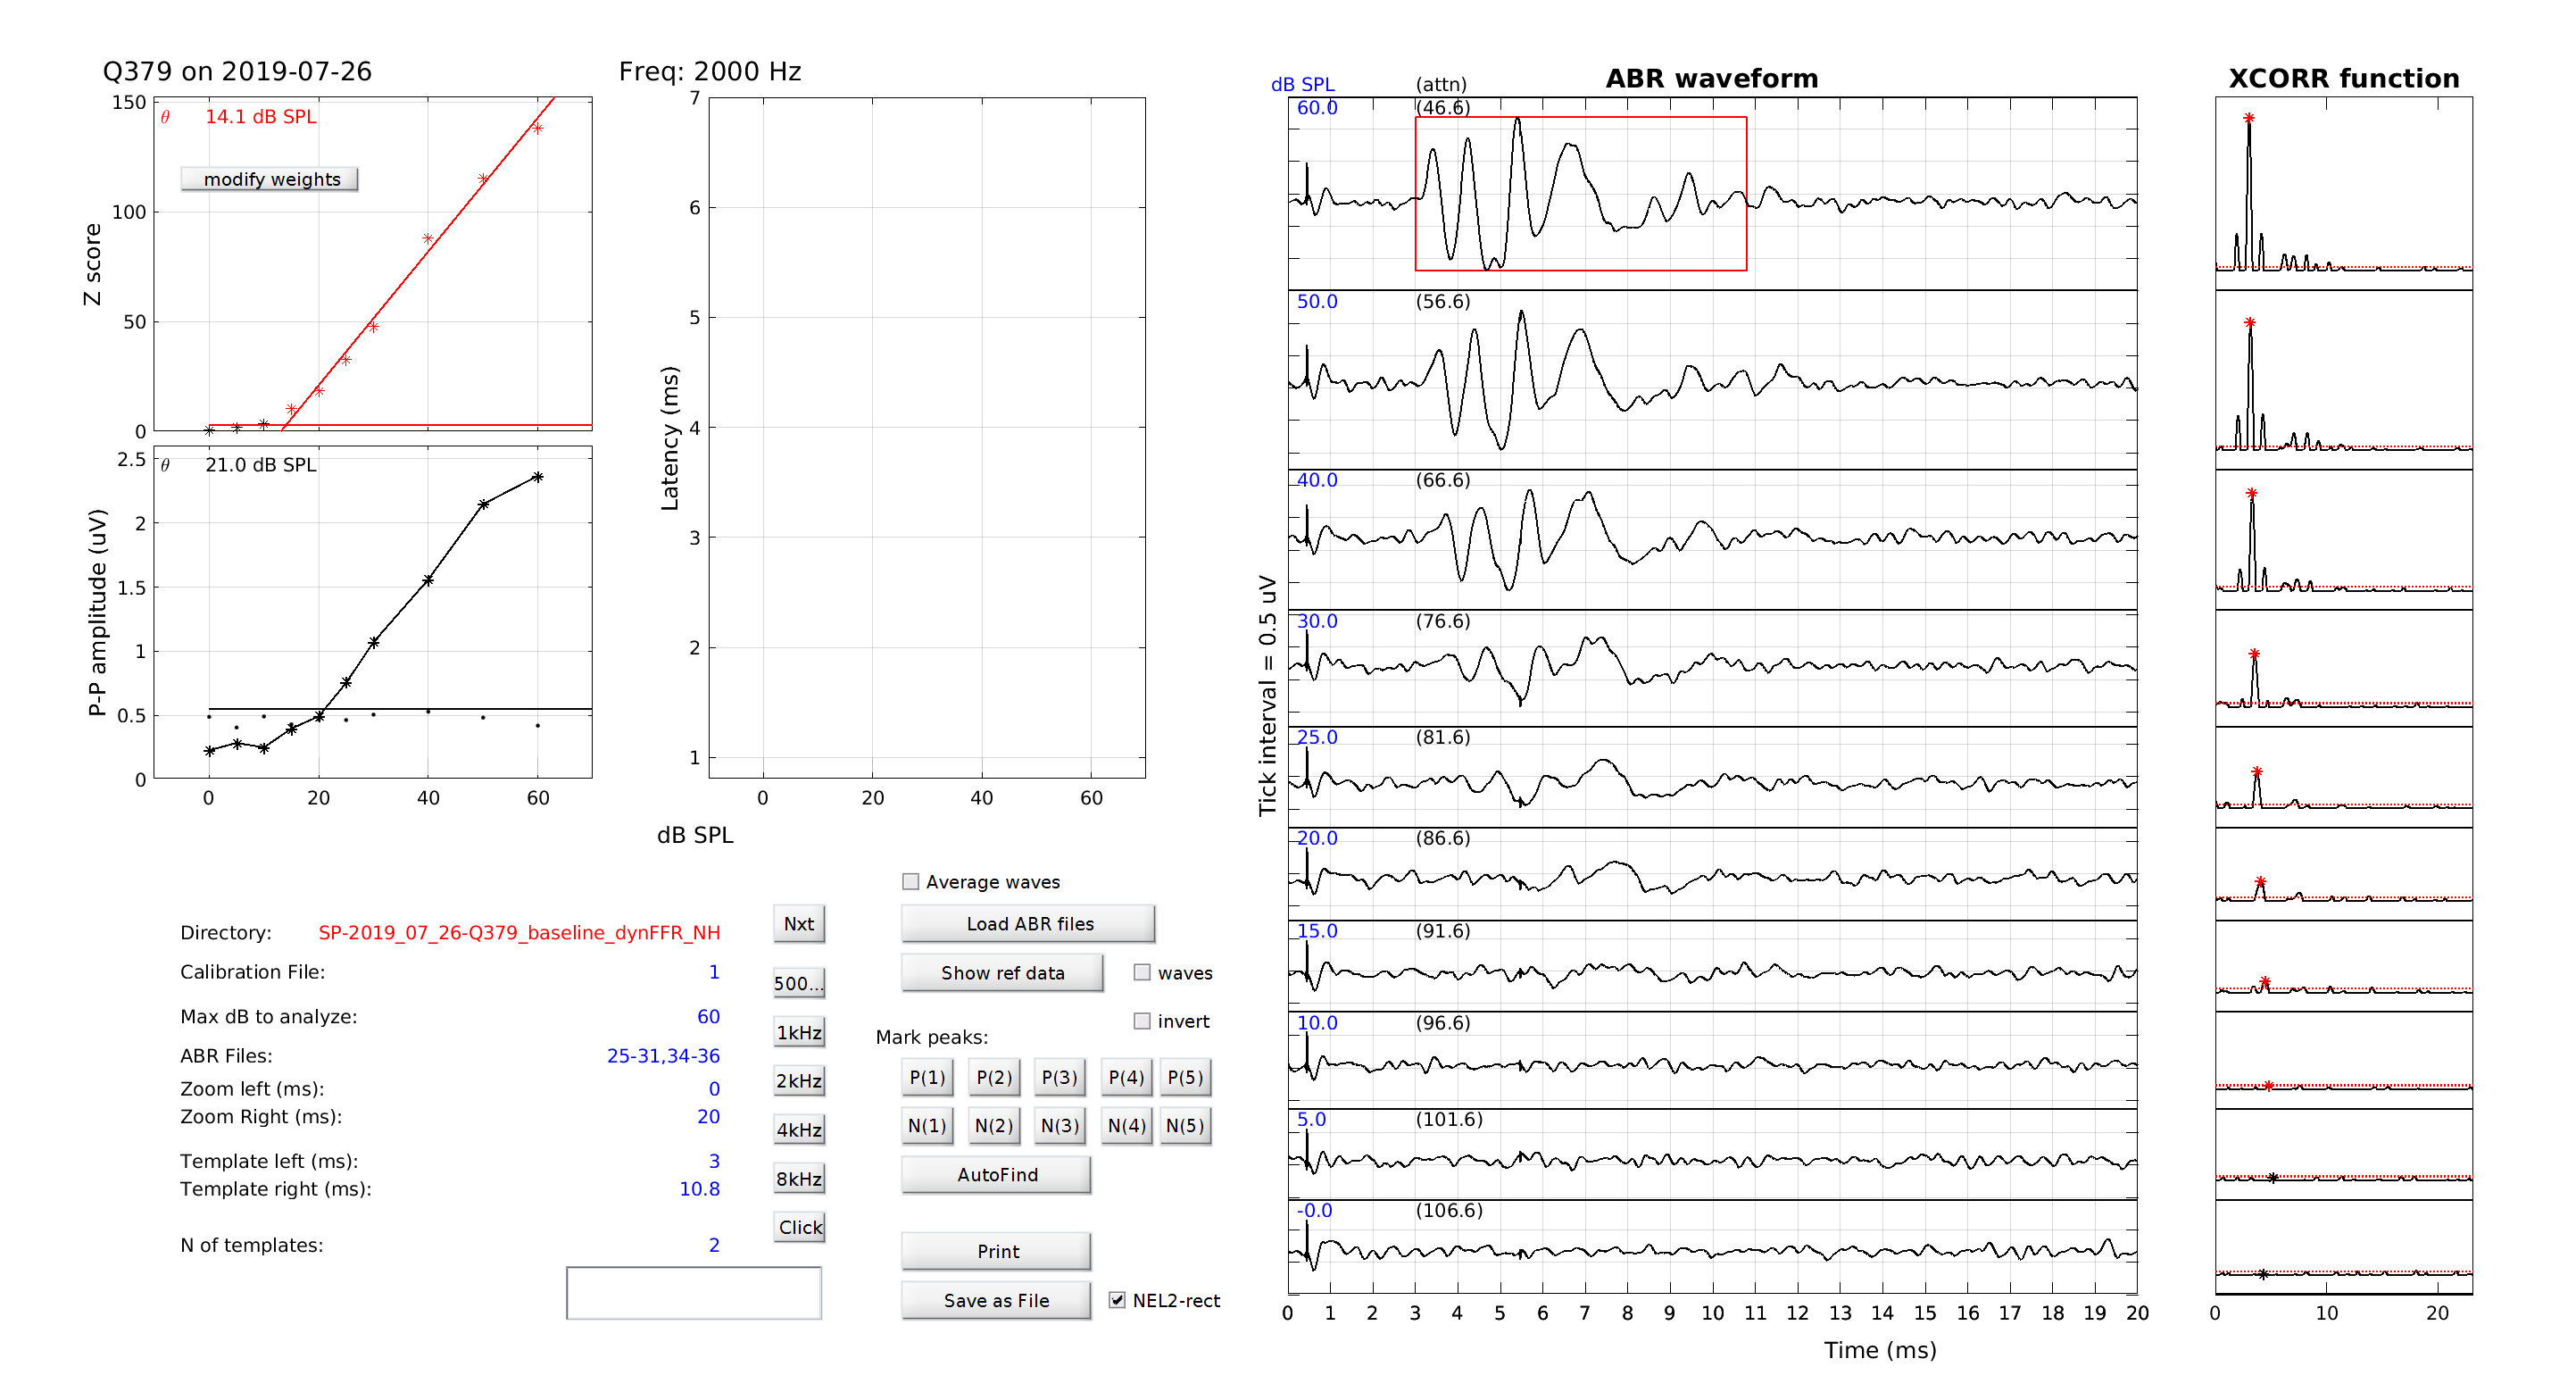 Q379 on 2019-07-26
Freq: 2000 Hz
150
θ 14.1 dB SPL
modify weights
100
Z score
50
0
2.5
θ 21.0 dB SPL
2
1.5
P-P amplitude (uV)
1
0.5
0
0 20 40 60
7
6
5
Latency (ms)
4
3
2
1
0 20 40 60
dB SPL
Directory: SP-2019_07_26-Q379_baseline_dynFFR_NH
Calibration File: 1
Max dB to analyze: 60
ABR Files: 25-31,34-36
Zoom left (ms): 0
Zoom Right (ms): 20
Template left (ms): 3
Template right (ms): 10.8
N of templates: 2
Nxt
500...
1kHz
2kHz
4kHz
8kHz
Click
Average waves
Load ABR files
Show ref data
waves
invert
Mark peaks:
P(1) P(2) P(3) P(4) P(5)
N(1) N(2) N(3) N(4) N(5)
AutoFind
Print
Save as File
NEL2-rect
dB SPL (attn) ABR waveform
60.0 (46.6)
50.0 (56.6)
40.0 (66.6)
30.0 (76.6)
25.0 (81.6)
20.0 (86.6)
15.0 (91.6)
10.0 (96.6)
5.0 (101.6)
-0.0 (106.6)
Tick interval = 0.5 uV
0 1 2 3 4 5 6 7 8 9 10 11 12 13 14 15 16 17 18 19 20
Time (ms)
XCORR function
0 10 20